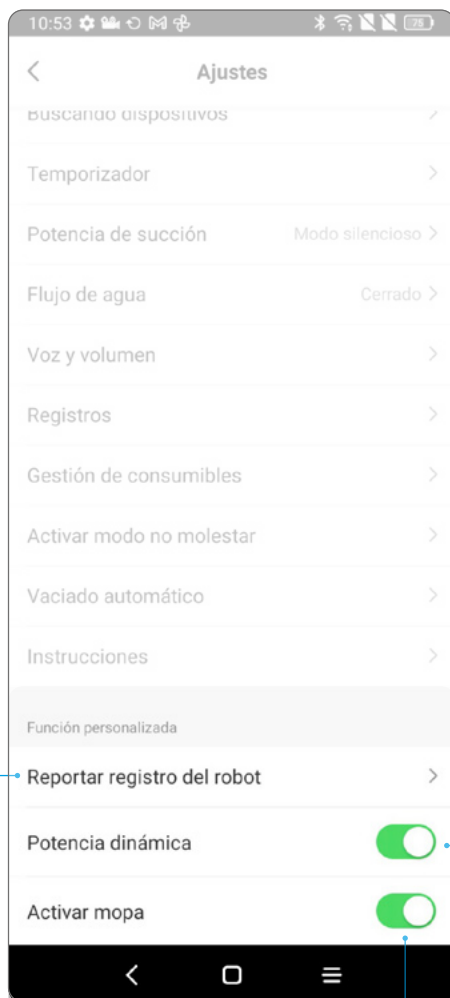 10:53
75
Ajustes
Buscando dispositivos
Temporizador
Potencia de succión Modo silencioso
Flujo de agua Cerrado
Voz y volumen
Registros
Gestión de consumibles
Activar modo no molestar
Vaciado automático
Instrucciones
Función personalizada
Reportar registro del robot
Potencia dinámica
Activar mopa